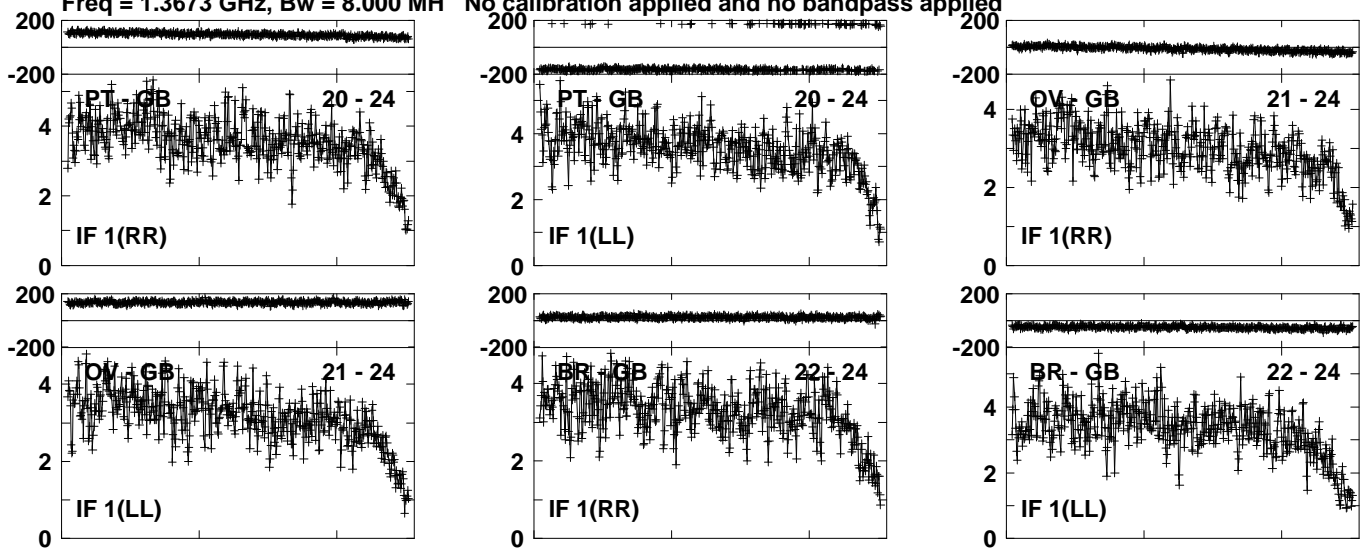 Freq = 1.3673 GHz, Bw = 8.000 MH   No calibration applied and no bandpass applied
200 200 200
-200 -200 -200
PT - GB 20 - 24 PT - GB 20 - 24 OV - GB 21 - 24
4 4 4
2 2 2
IF 1(RR) IF 1(LL) IF 1(RR)
0 0 0
200 200 200
-200 -200 -200
OV - GB 21 - 24 BR - GB 22 - 24 BR - GB 22 - 24
4 4 4
2 2 2
IF 1(LL) IF 1(RR) IF 1(LL)
0 0 0